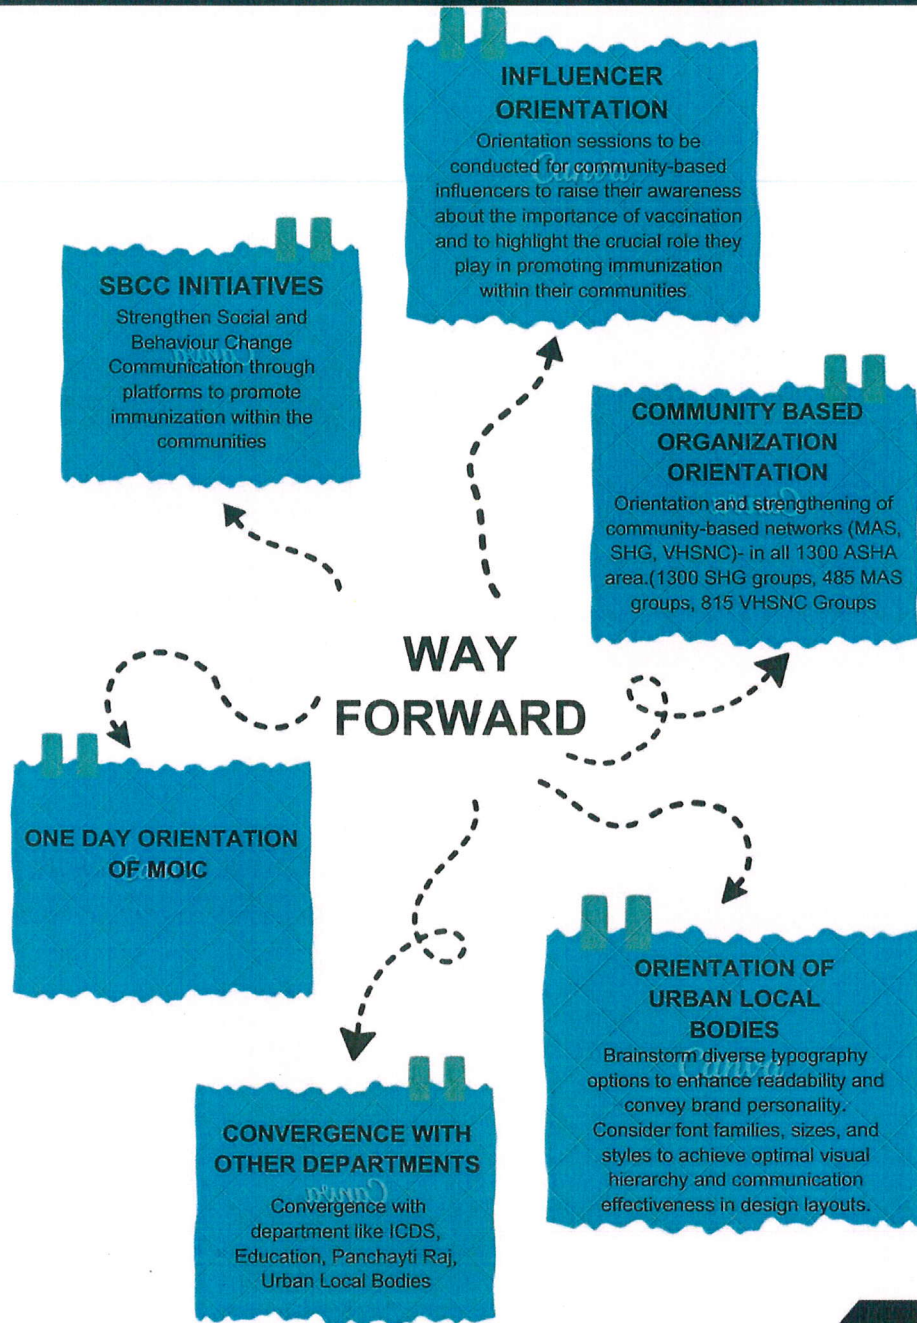 INFLUENCER
ORIENTATION
Orientation sessions to be
conducted for community-based
influencers to raise their awareness
about the importance of vaccination
and to highlight the crucial role they
play in promoting immunization
within their communities
SBCC INITIATIVES
Strengthen Social and
Behaviour Change
Communication through
platforms to promote
immunization within the
communities
COMMUNITY BASED
ORGANIZATION
ORIENTATION
Orientation and strengthening of
community-based networks (MAS,
SHG, VHSNC)- in all 1300 ASHA
area.(1300 SHG groups, 485 MAS
groups, 815 VHSNC Groups
WAY
FORWARD
ONE DAY ORIENTATION
OF MOIC
ORIENTATION OF
URBAN LOCAL
BODIES
Brainstorm diverse typography
options to enhance readability and
convey brand personality.
Consider font families, sizes, and
styles to achieve optimal visual
hierarchy and communication
effectiveness in design layouts.
CONVERGENCE WITH
OTHER DEPARTMENTS
Convergence with
department like ICDS,
Education, Panchayti Raj,
Urban Local Bodies
Canva
Canva
Canva
Canva
Canva
Canva